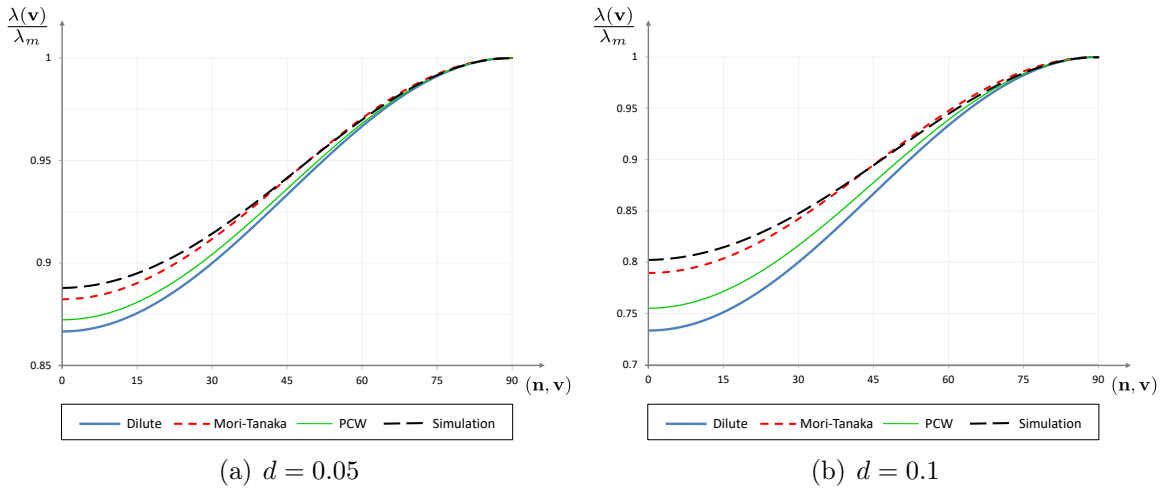 λ(v)
λm
1
0.95
0.9
0.85
0 15 30 45 60 75 90 (n, v)
Dilute Mori-Tanaka PCW Simulation
(a) d = 0.05
λ(v)
λm
1
0.95
0.9
0.85
0.8
0.75
0.7
0 15 30 45 60 75 90 (n, v)
Dilute Mori-Tanaka PCW Simulation
(b) d = 0.1